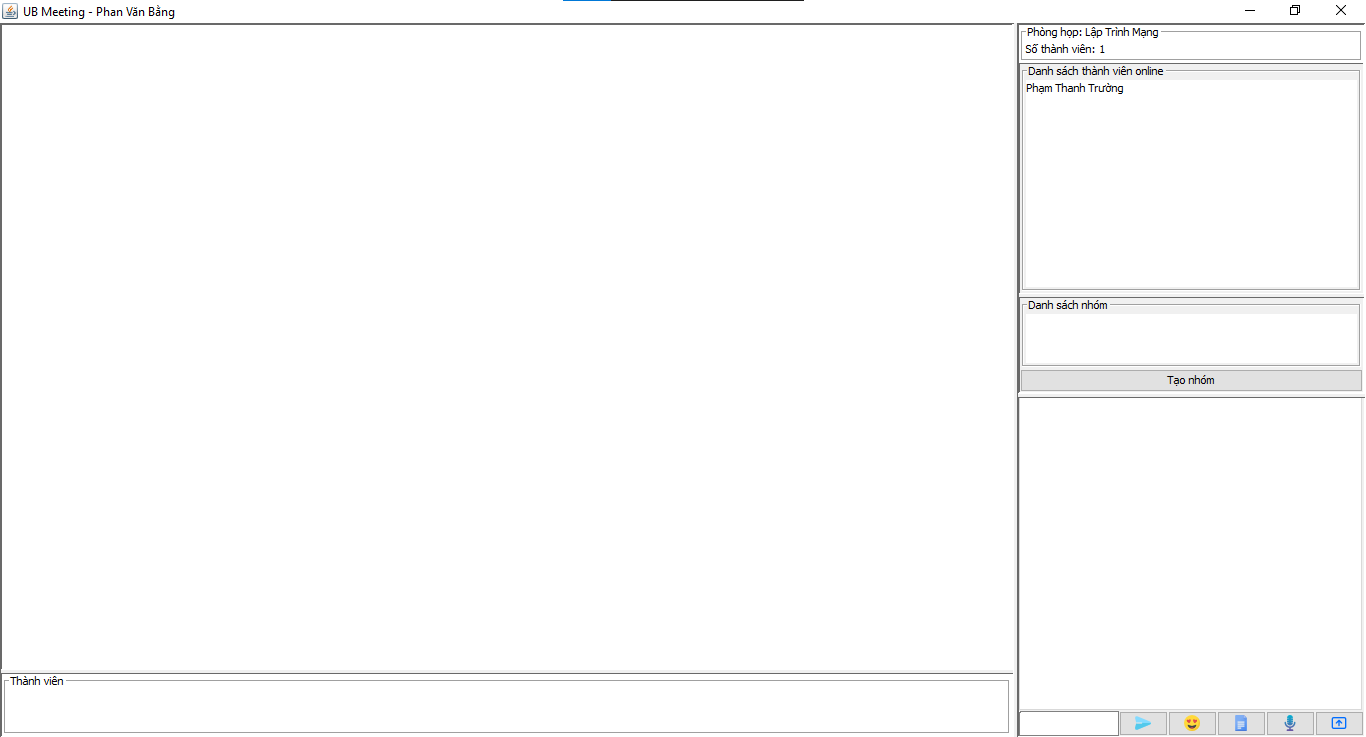 UB Meeting - Phan Văn Bằng
Phòng họp: Lập Trình Mạng
Số thành viên: 1
Danh sách thành viên online
Phạm Thanh Trường
Danh sách nhóm
Tạo nhóm
Thành viên